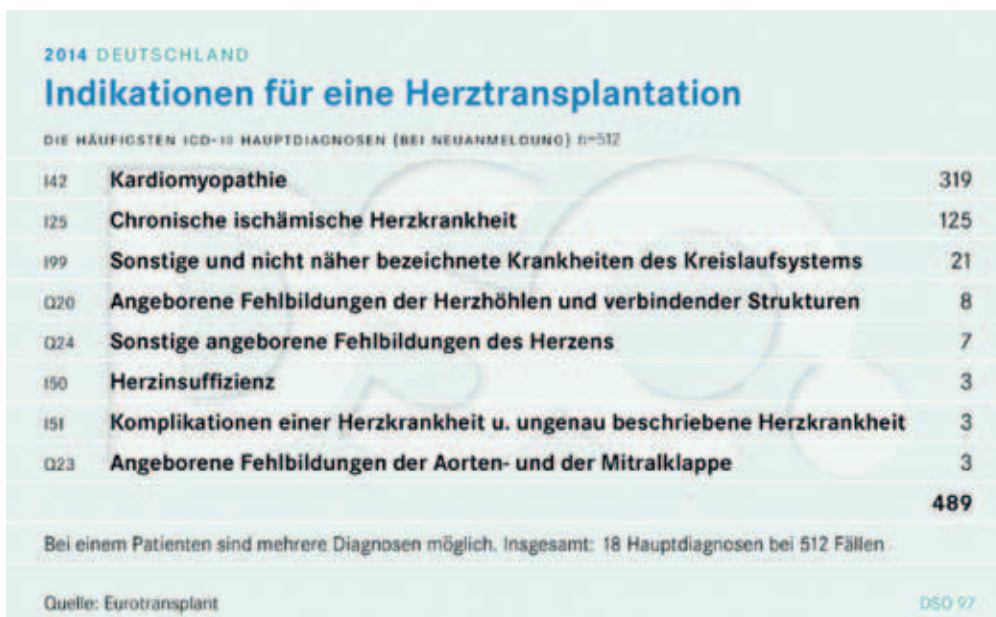 2014 DEUTSCHLAND
Indikationen für eine Herztransplantation
DIE HÄUFIGSTEN ICD-10 HAUPTDIAGNOSEN (BEI NEUANMELDUNG) n=512
I42 Kardiomyopathie 319
I25 Chronische ischämische Herzkrankheit 125
I99 Sonstige und nicht näher bezeichnete Krankheiten des Kreislaufsystems 21
Q20 Angeborene Fehlbildungen der Herzhöhlen und verbindender Strukturen 8
Q24 Sonstige angeborene Fehlbildungen des Herzens 7
I50 Herzinsuffizienz 3
I51 Komplikationen einer Herzkrankheit u. ungenau beschriebene Herzkrankheit 3
Q23 Angeborene Fehlbildungen der Aorten- und der Mitralklappe 3
489
Bei einem Patienten sind mehrere Diagnosen möglich. Insgesamt: 18 Hauptdiagnosen bei 512 Fällen
Quelle: Eurotransplant DSO 97